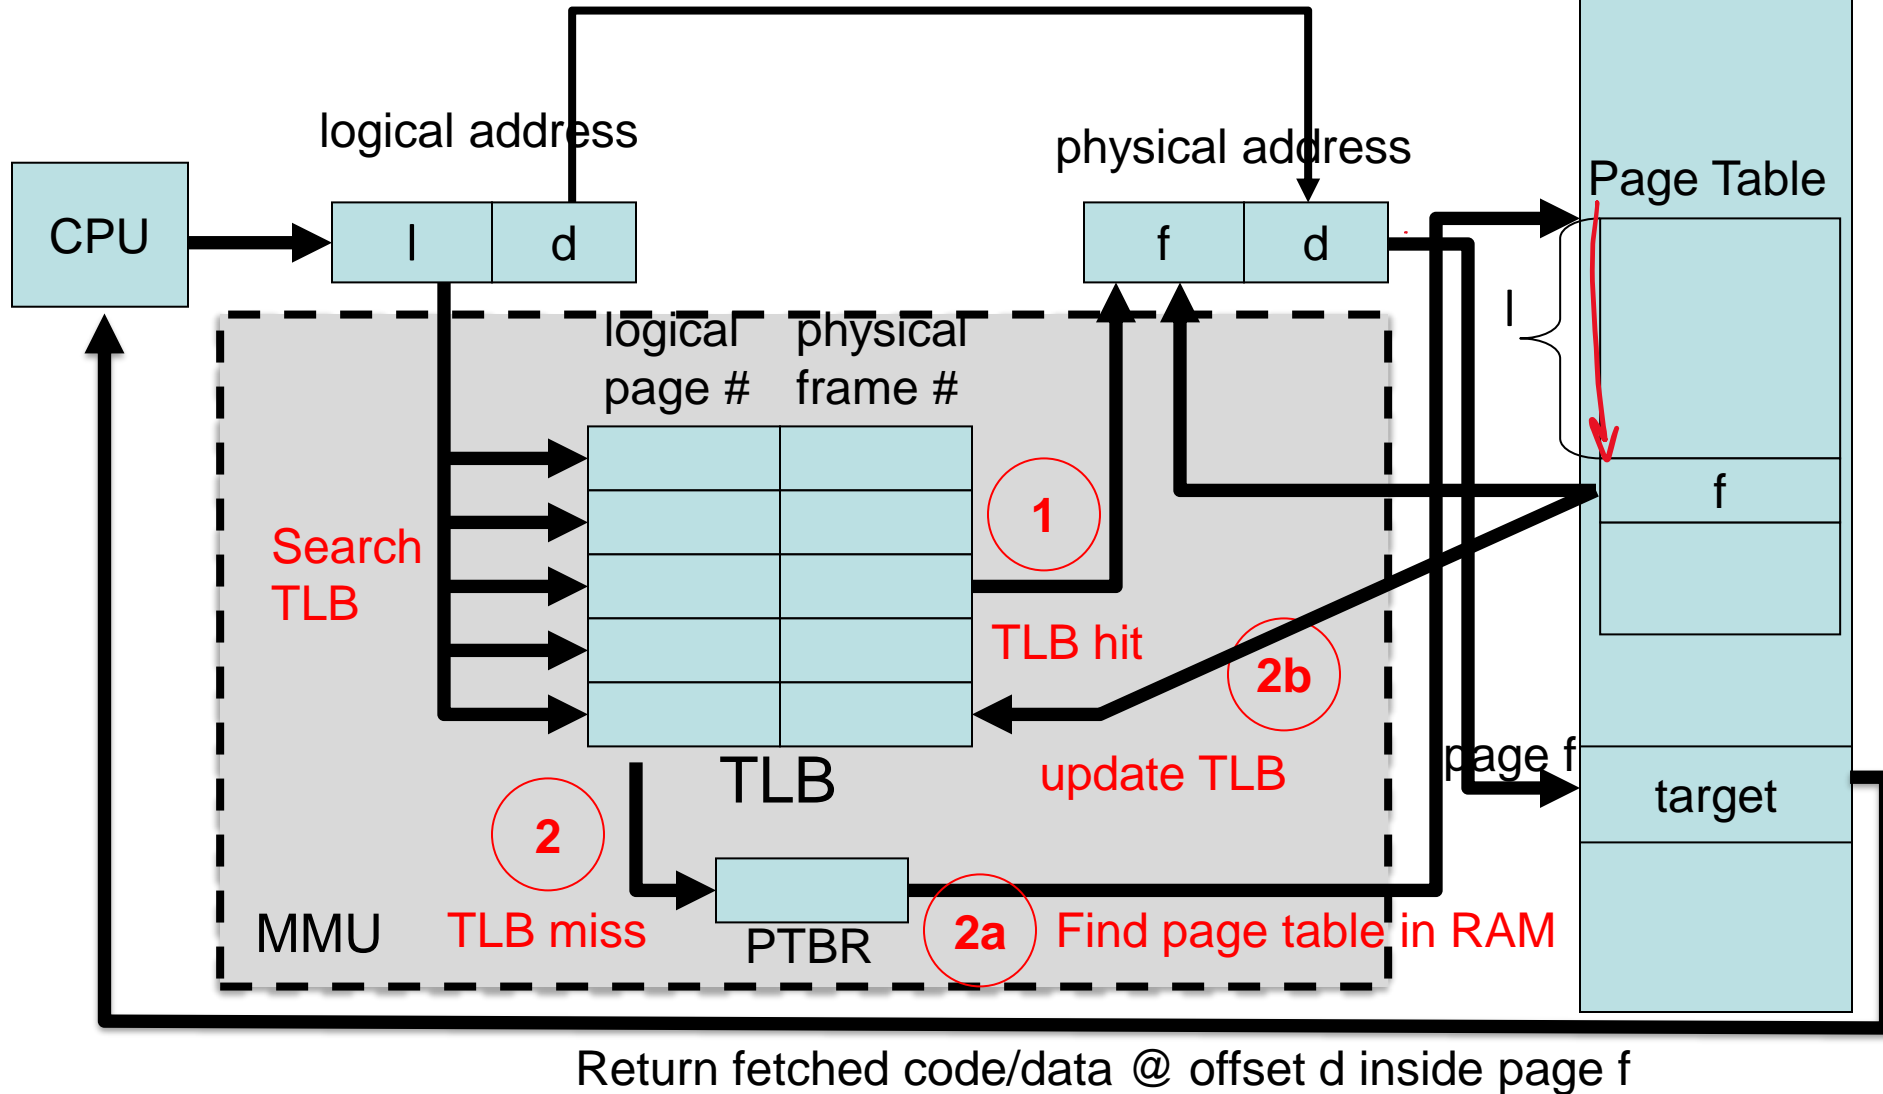 logical address
physical address
Page Table
CPU
l
d
f
d
l
logical
page #
physical
frame #
1
f
Search
TLB
TLB hit
2b
page f
TLB
update TLB
target
2
MMU
TLB miss
PTBR
2a
Find page table in RAM
Return fetched code/data @ offset d inside page f